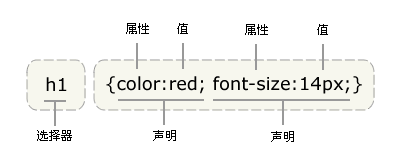 属性 值 属性 值
h1 {color:red; font-size:14px;}
选择器 声明 声明